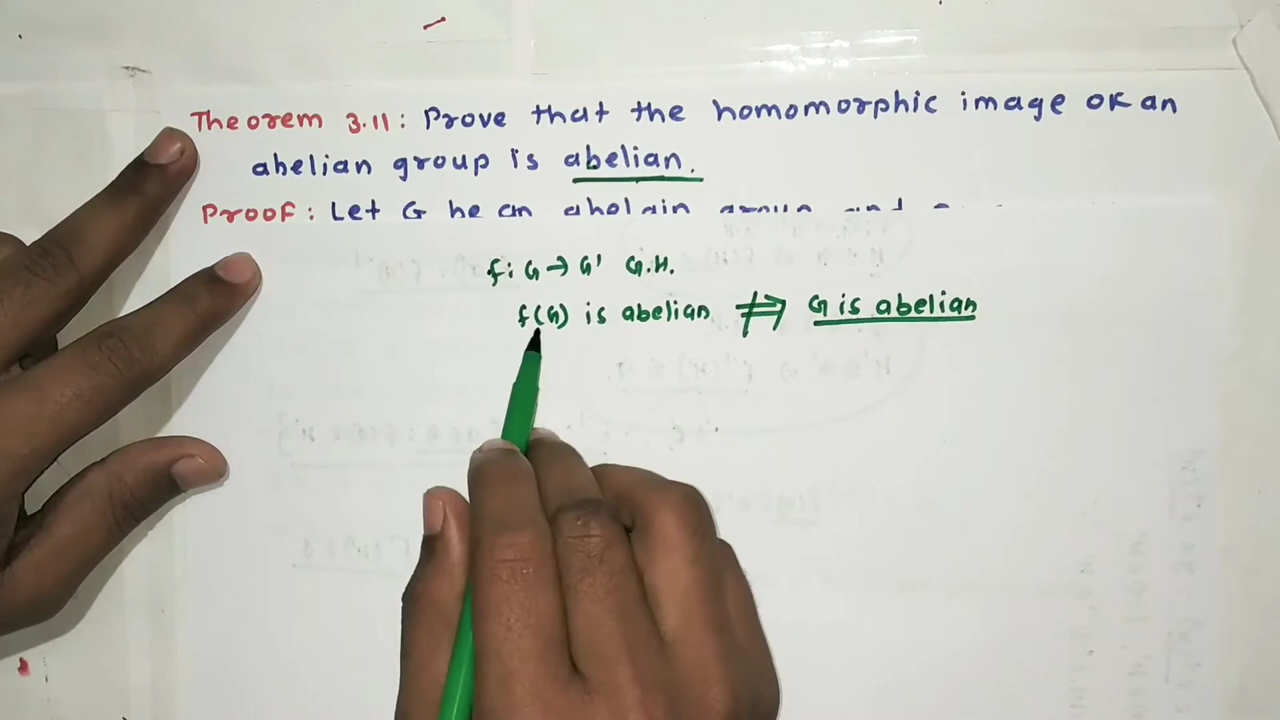 Theorem 3.11: Prove that the homomorphic image of an
abelian group is abelian.
Proof: Let G be an
f: G → G' G.H.
f(G) is abelian ⇏ G is abelian